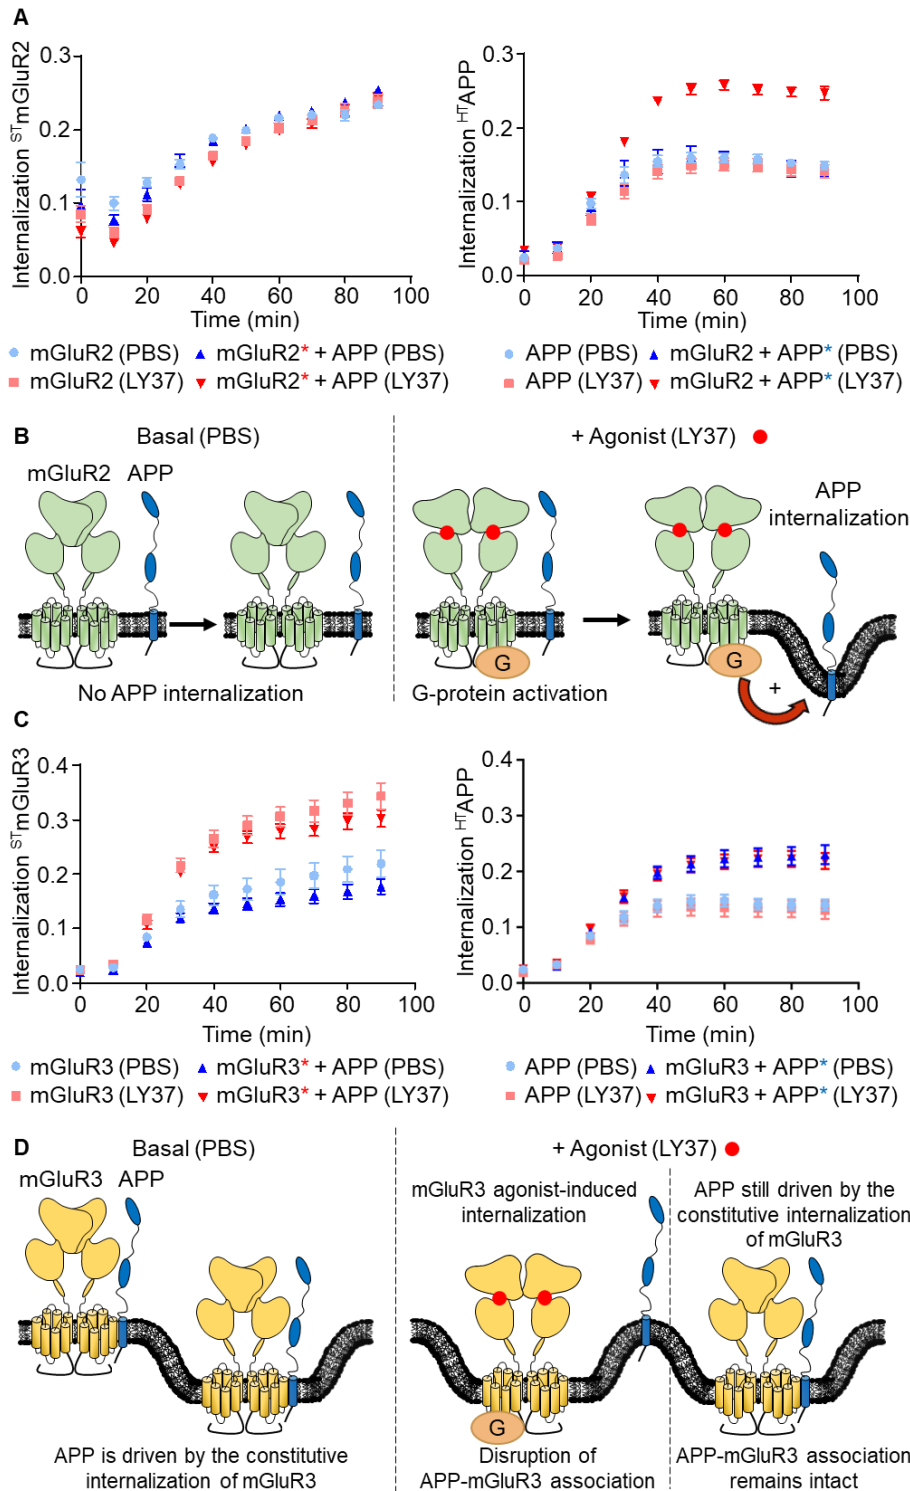 A
Internalization STmGluR2
0.3
0.2
0.1
0.0
0 20 40 60 80 100
Time (min)
mGluR2 (PBS)
mGluR2* + APP (PBS)
mGluR2 (LY37)
mGluR2* + APP (LY37)
Internalization HTAPP
0.3
0.2
0.1
0.0
0 20 40 60 80 100
Time (min)
APP (PBS)
mGluR2 + APP* (PBS)
APP (LY37)
mGluR2 + APP* (LY37)
B
Basal (PBS)
mGluR2 APP
No APP internalization
+ Agonist (LY37)
APP
internalization
G
G
+
G-protein activation
C
Internalization STmGluR3
0.4
0.3
0.2
0.1
0.0
0 20 40 60 80 100
Time (min)
mGluR3 (PBS)
mGluR3* + APP (PBS)
mGluR3 (LY37)
mGluR3* + APP (LY37)
Internalization HTAPP
0.4
0.3
0.2
0.1
0.0
0 20 40 60 80 100
Time (min)
APP (PBS)
mGluR3 + APP* (PBS)
APP (LY37)
mGluR3 + APP* (LY37)
D
Basal (PBS)
mGluR3 APP
APP is driven by the constitutive
internalization of mGluR3
+ Agonist (LY37)
mGluR3 agonist-induced
internalization
G
Disruption of
APP-mGluR3 association
APP still driven by the
constitutive internalization
of mGluR3
APP-mGluR3 association
remains intact